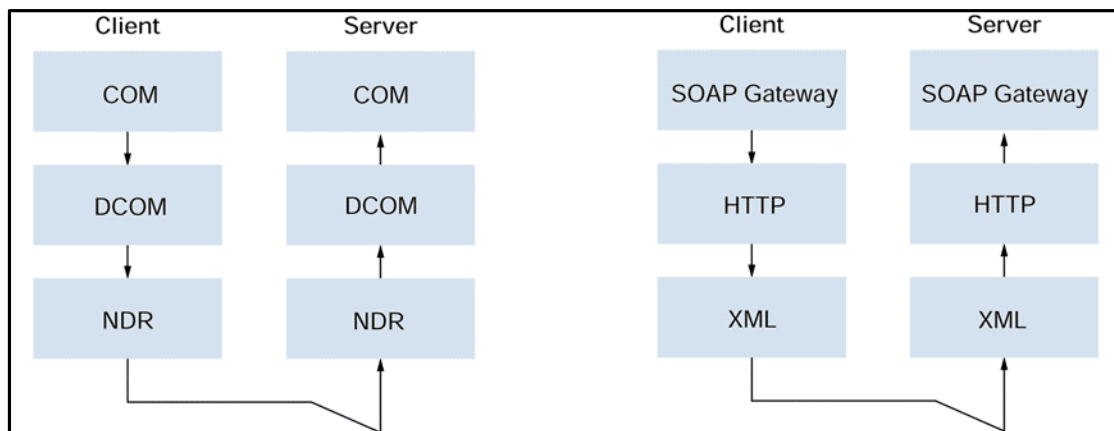 Client
Server
COM
COM
DCOM
DCOM
NDR
NDR
Client
Server
SOAP Gateway
SOAP Gateway
HTTP
HTTP
XML
XML